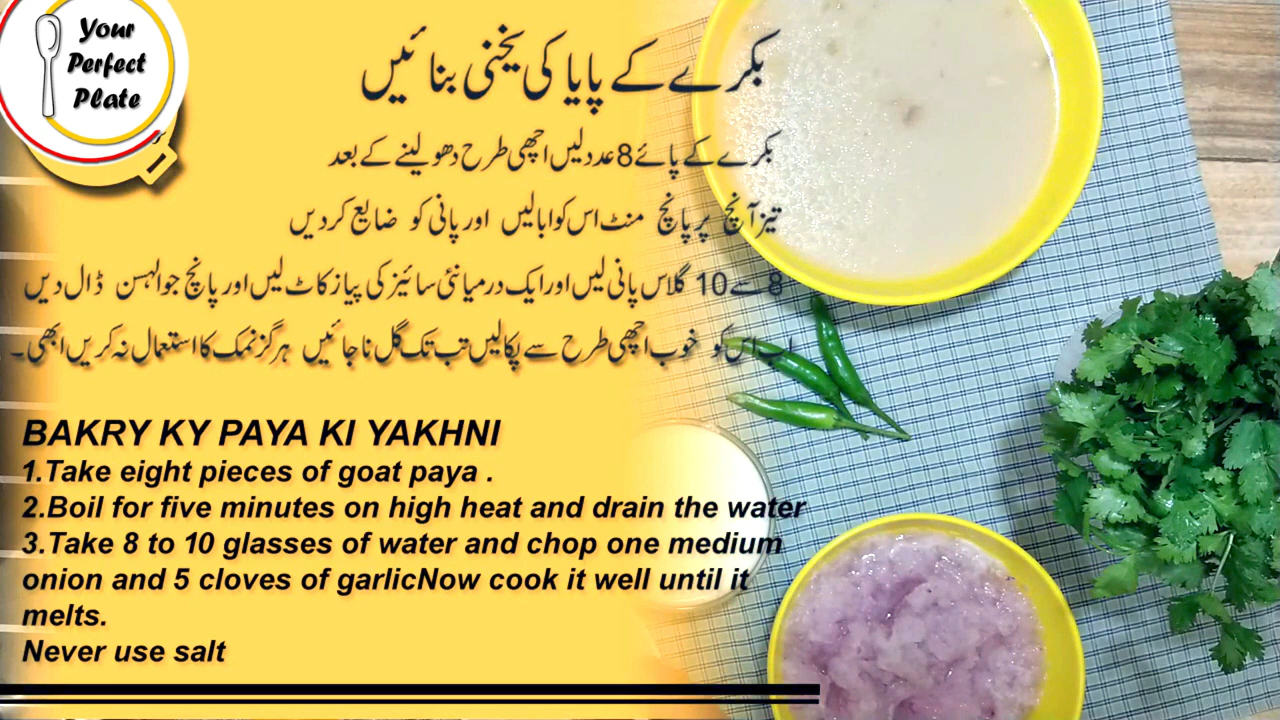 Your
Perfect
Plate
بکرے کے پایا کی یخنی بنائیں
بکرے کے پائے 8 عدد لیں اچھی طرح دھو لینے کے بعد
تیز آنچ پر پانچ منٹ اس کو ابالیں اور پانی کو ضایع کر دیں
8 سے 10 گلاس پانی لیں اور ایک درمیانئی سائیز کی پیاز کاٹ لیں اور پانچ جو لہسن ڈال دیں
اب اس کو خوب اچھی طرح سے پکالیں تب تک گل نا جائیں ہرگز نمک کا استعمال نہ کریں ابھی۔
BAKRY KY PAYA KI YAKHNI
1.Take eight pieces of goat paya .
2.Boil for five minutes on high heat and drain the water
3.Take 8 to 10 glasses of water and chop one medium
onion and 5 cloves of garlicNow cook it well until it
melts.
Never use salt